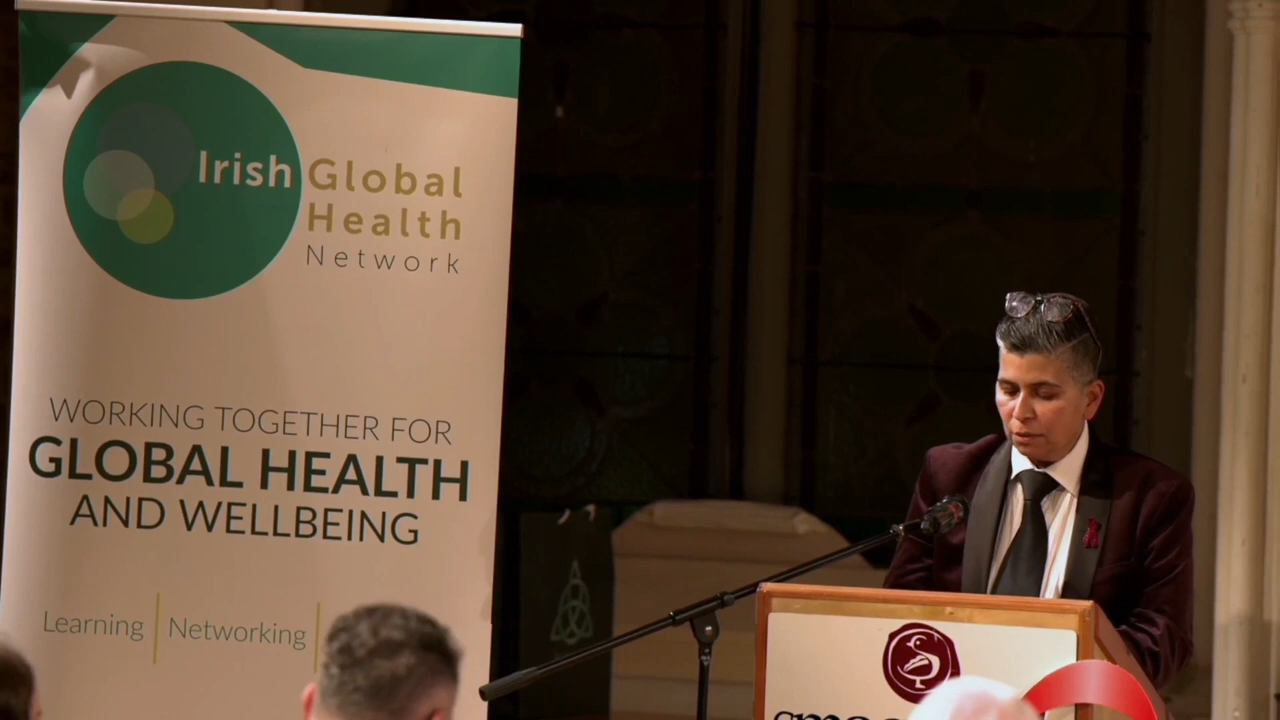 Irish Global
Health
Network
WORKING TOGETHER FOR
GLOBAL HEALTH
AND WELLBEING
Learning
Networking